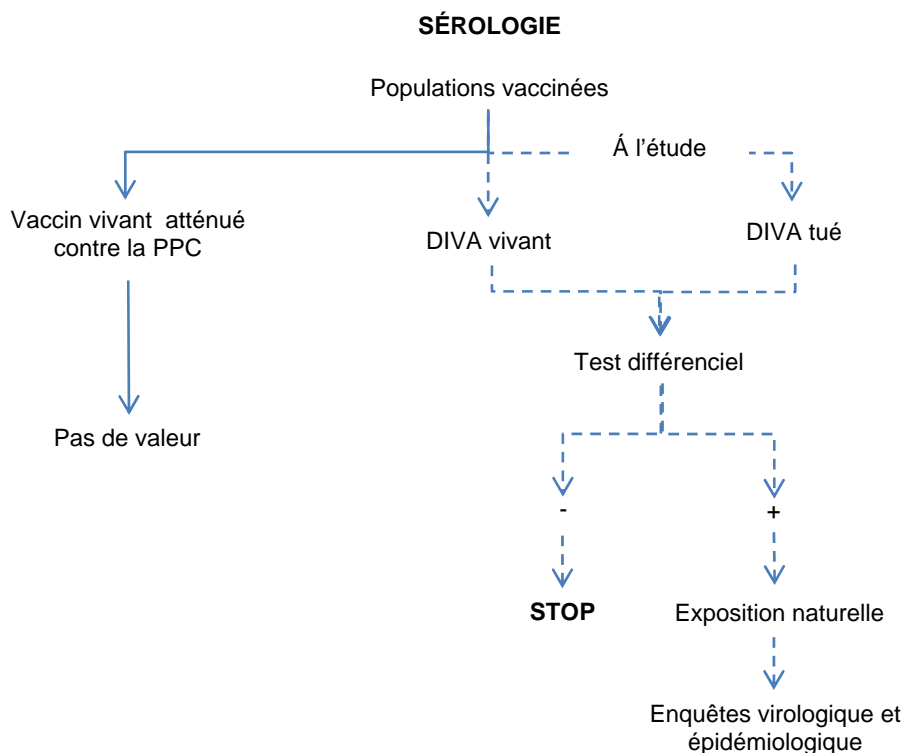 SÉROLOGIE
Populations vaccinées
Á l’étude
Vaccin vivant atténué
contre la PPC
DIVA vivant
DIVA tué
Test différenciel
Pas de valeur
-
+
STOP
Exposition naturelle
Enquêtes virologique et
épidémiologique